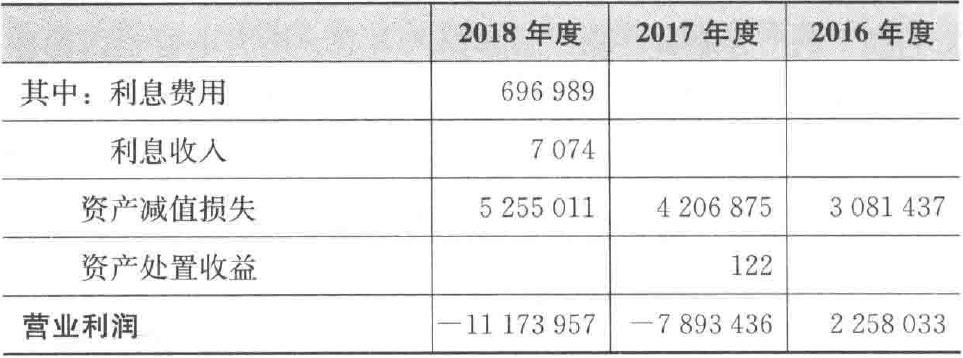 2018 年度 2017 年度 2016 年度
其中：利息费用 696 989
利息收入 7 074
资产减值损失 5 255 011 4 206 875 3 081 437
资产处置收益 122
营业利润 －11 173 957 －7 893 436 2 258 033